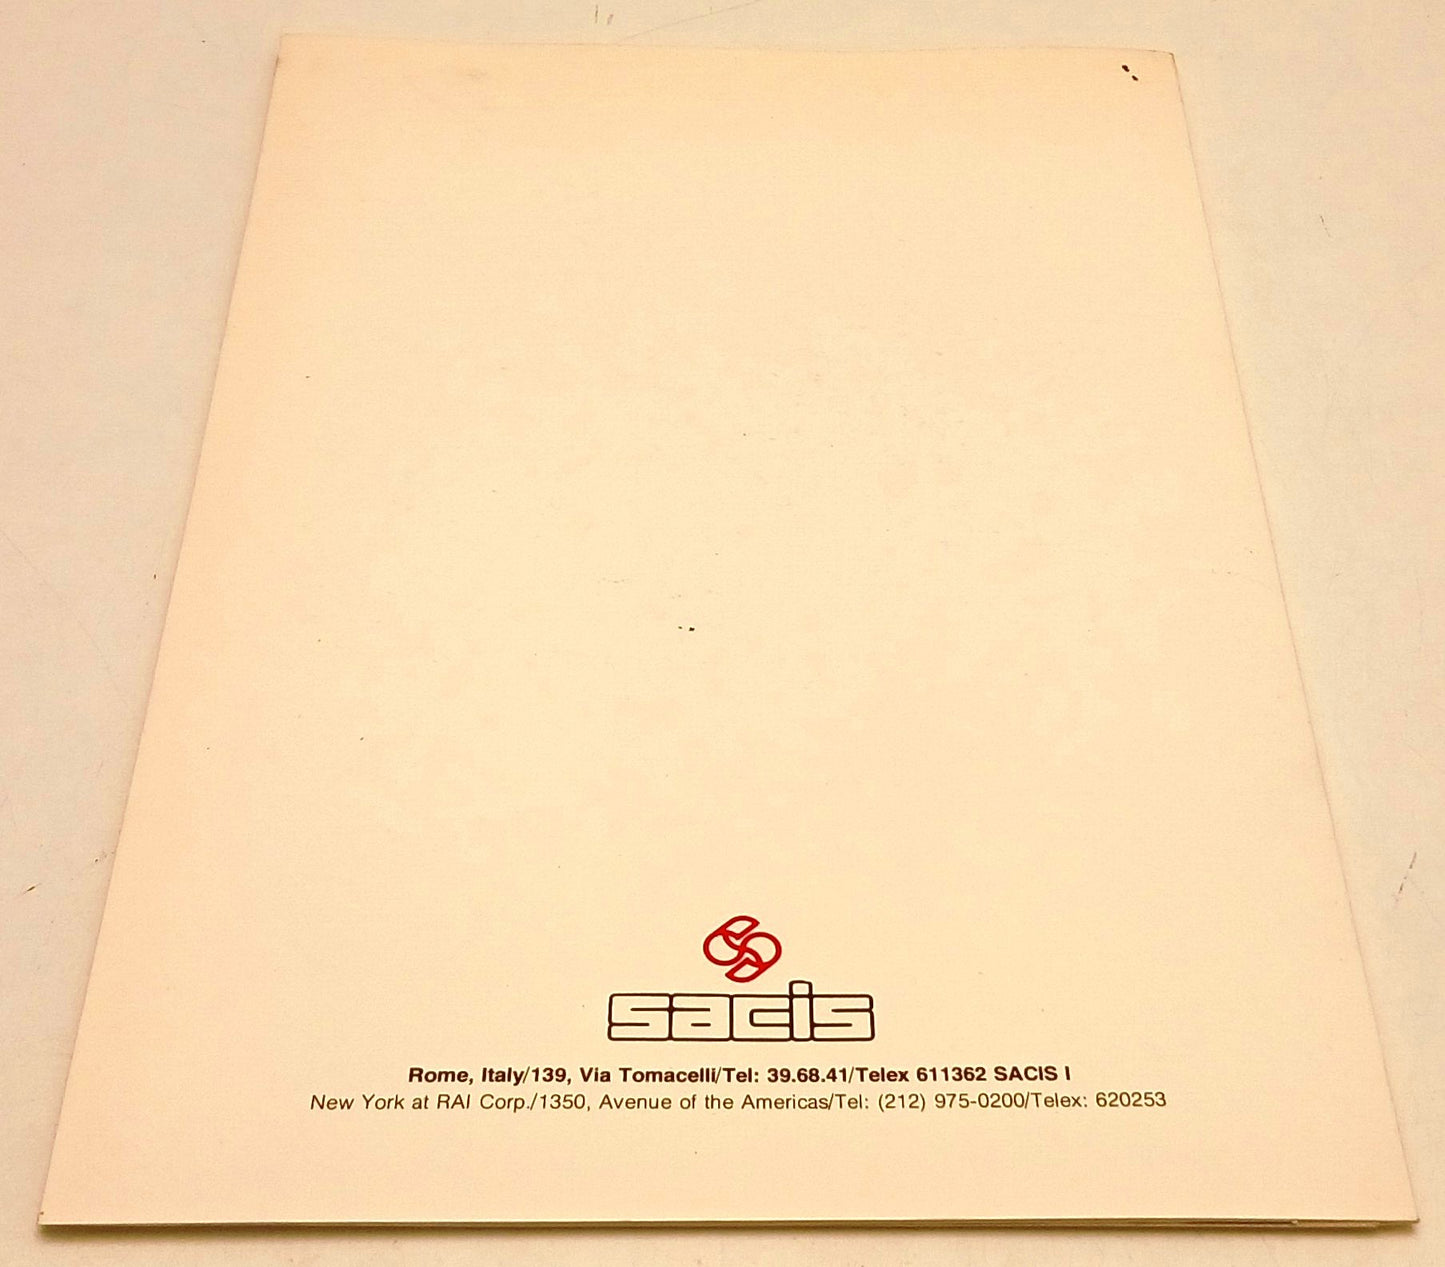 sacis
Rome, Italy/139, Via Tomacelli/Tel: 39.68.41/Telex 611362 SACIS I
New York at RAI Corp./1350, Avenue of the Americas/Tel: (212) 975-0200/Telex: 620253